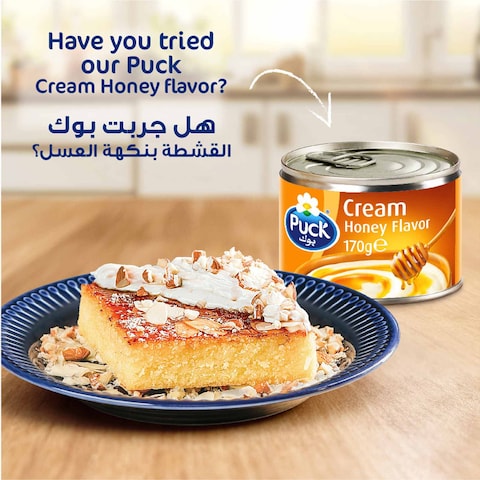 Have you tried
our Puck
Cream Honey flavor?
هل جربت بوك
القشطة بنكهة العسل؟
Puck
بوك
Cream
Honey Flavor
170g℮